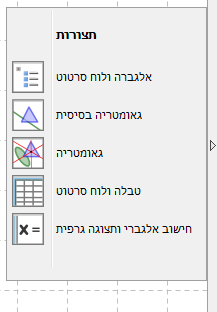 תצורות
אלגברה ולוח סרטוט
גאומטריה בסיסית
גאומטריה
טבלה ולוח סרטוט
חישוב אלגברי ותצוגה גרפית
x =